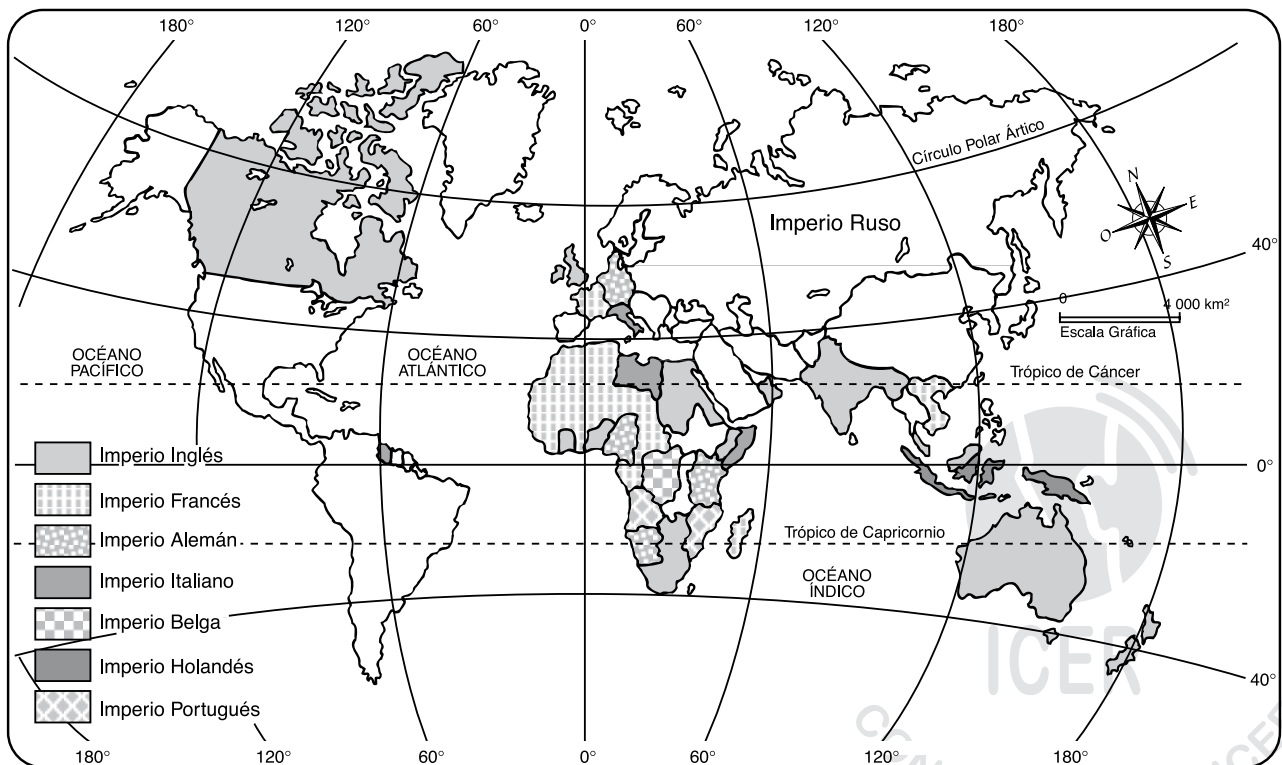 180°
120°
60°
0°
60°
120°
180°
Círculo Polar Ártico
N
E
O
S
Imperio Ruso
40°
0
4 000 km²
Escala Gráfica
OCÉANO
PACÍFICO
OCÉANO
ATLÁNTICO
Trópico de Cáncer
Imperio Inglés
0°
Imperio Francés
Imperio Alemán
Trópico de Capricornio
Imperio Italiano
OCÉANO
ÍNDICO
Imperio Belga
ICER
Imperio Holandés
40°
Imperio Portugués
180°
120°
60°
0°
60°
120°
180°
ICER